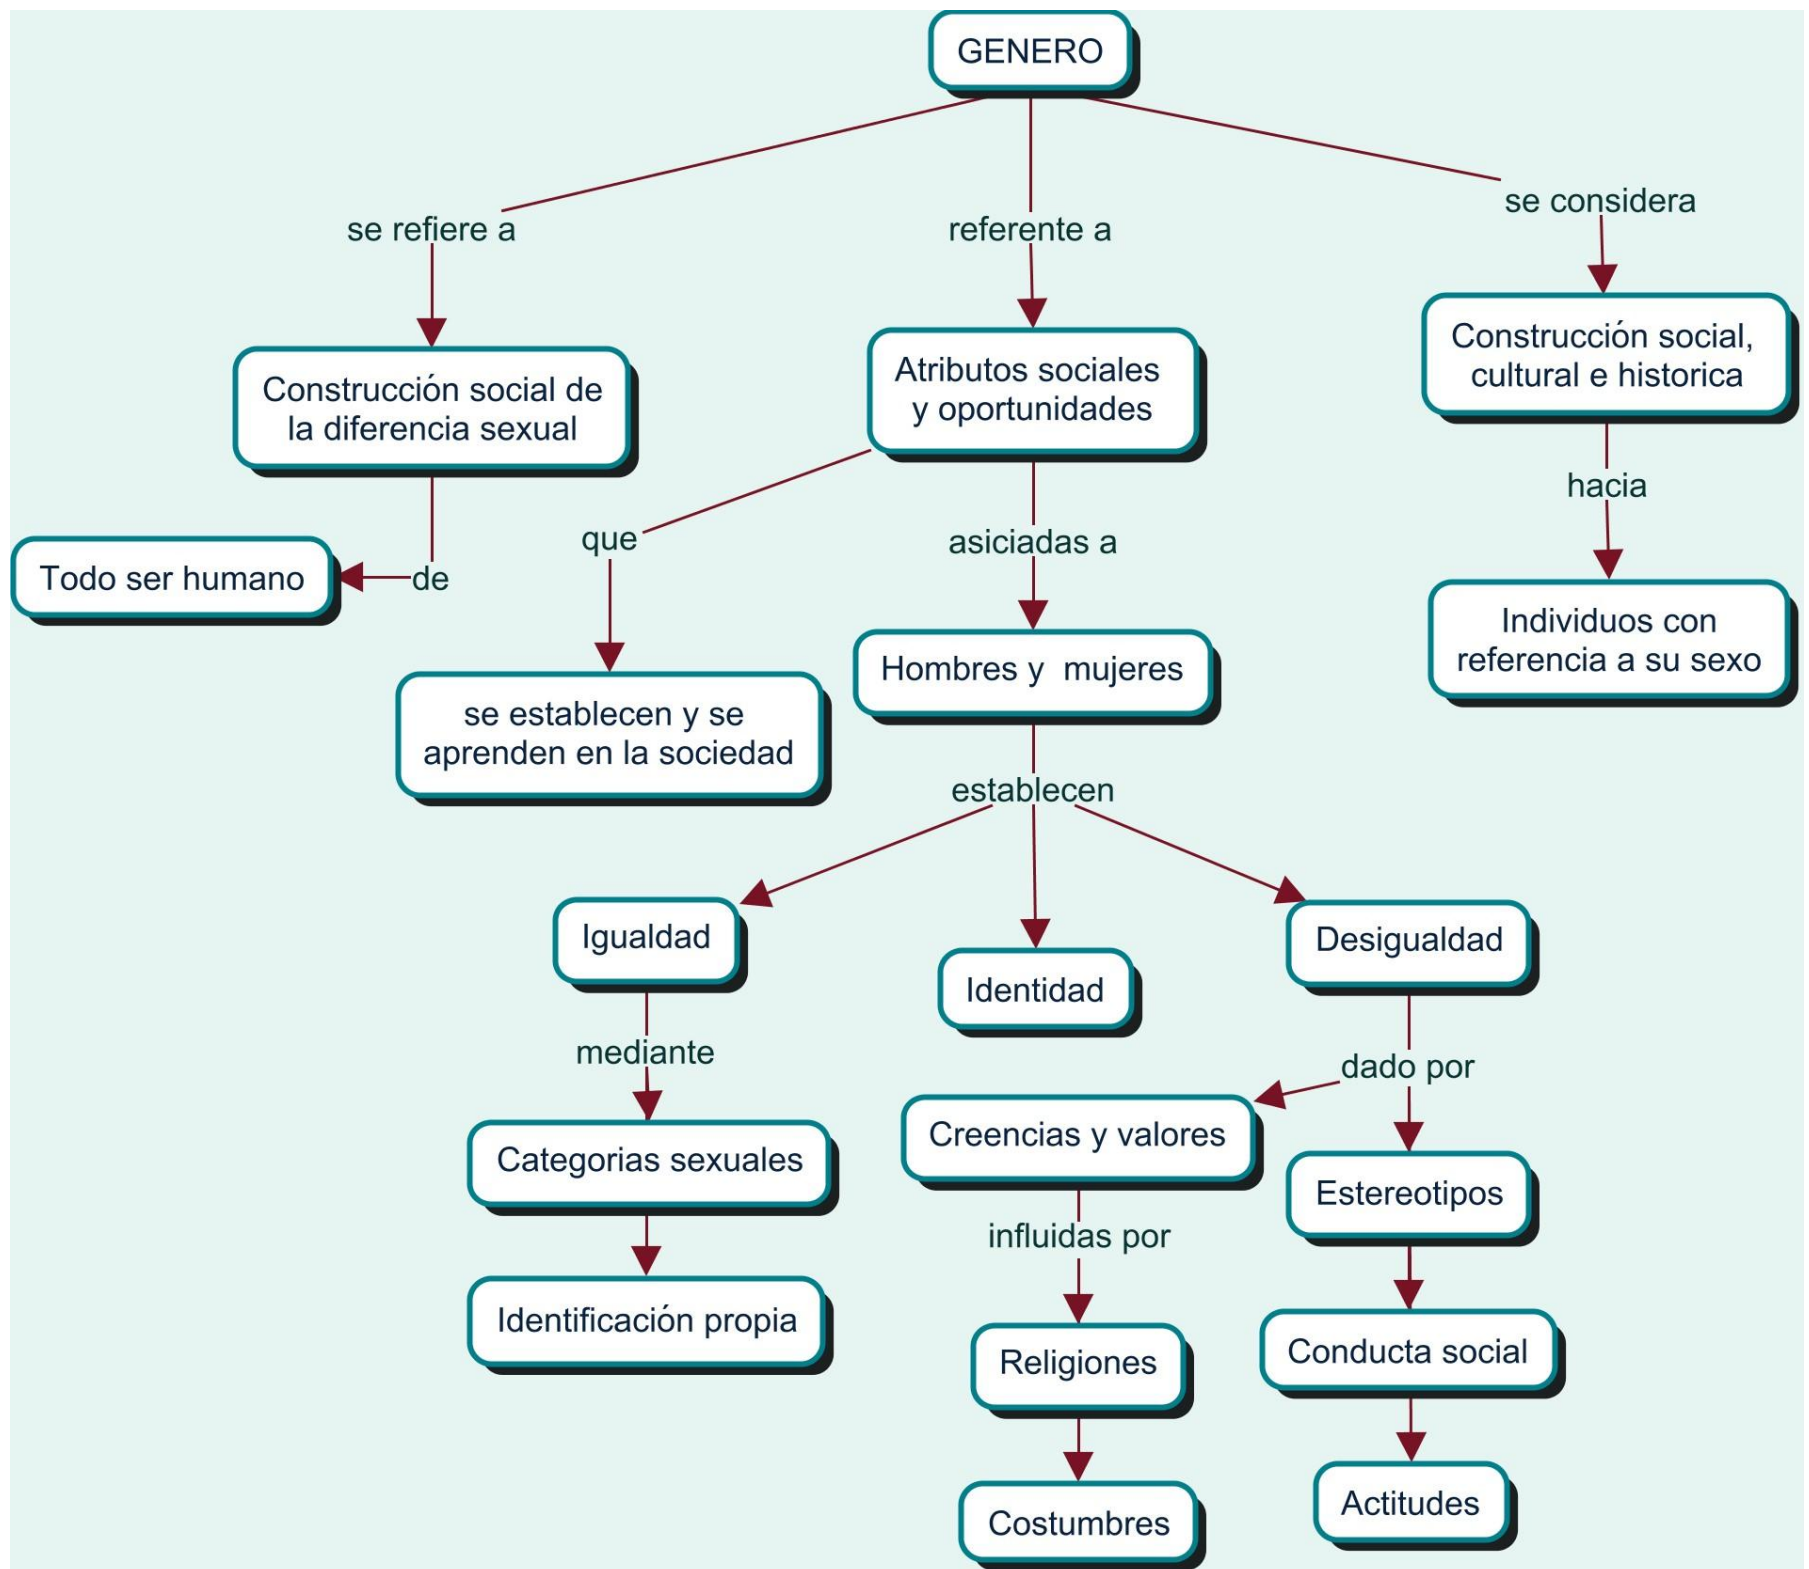 GENERO
se refiere a
referente a
se considera
Construcción social de
la diferencia sexual
Atributos sociales
y oportunidades
Construcción social,
cultural e historica
que
asiciadas a
hacia
Todo ser humano
de
Individuos con
referencia a su sexo
Hombres y mujeres
se establecen y se
aprenden en la sociedad
establecen
Igualdad
Identidad
Desigualdad
mediante
dado por
Creencias y valores
Categorias sexuales
Estereotipos
influidas por
Identificación propia
Religiones
Conducta social
Costumbres
Actitudes